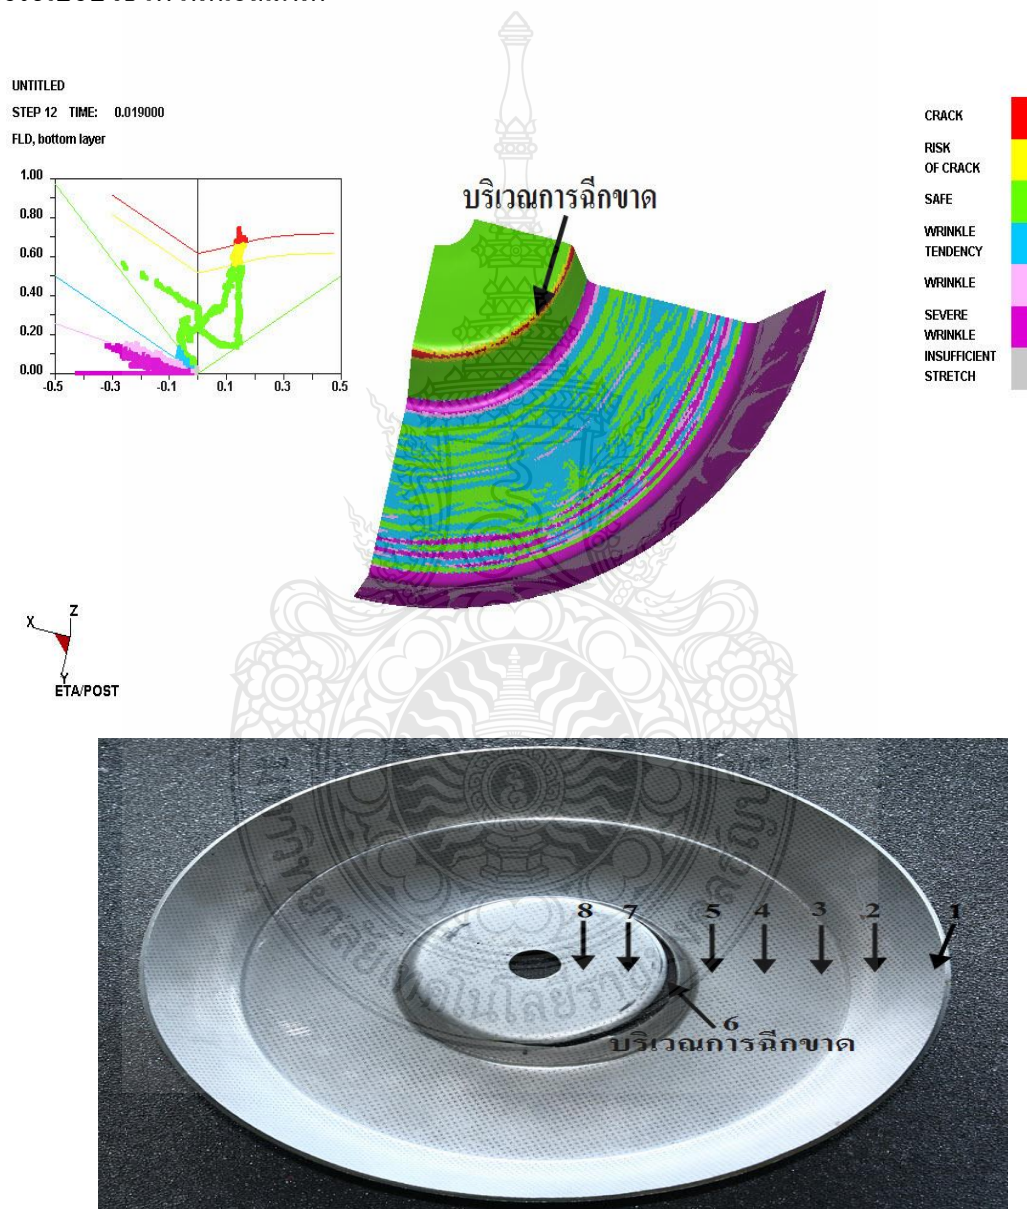 UNTITLED
STEP 12 TIME: 0.019000
FLD, bottom layer
1.00
0.80
0.60
0.40
0.20
0.00
-0.5 -0.3 -0.1 0.1 0.3 0.5
บริเวณการฉีกขาด
CRACK
RISK
OF CRACK
SAFE
WRINKLE
TENDENCY
WRINKLE
SEVERE
WRINKLE
INSUFFICIENT
STRETCH
X
Z
Y
ETA/POST
8 7 5 4 3 2 1
6
บริเวณการฉีกขาด